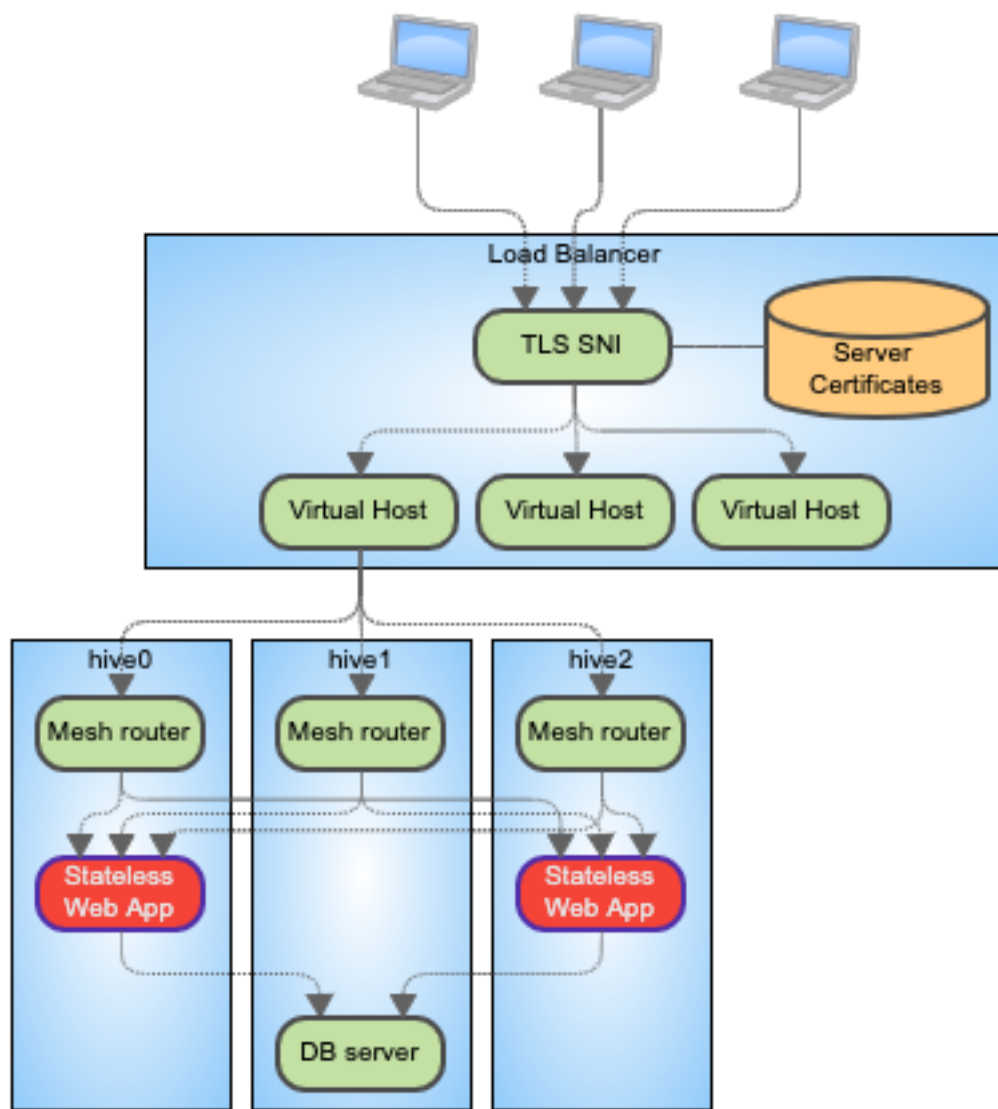 Load Balancer
TLS SNI
Server
Certificates
Virtual Host
Virtual Host
Virtual Host
hive0
hive1
hive2
Mesh router
Mesh router
Mesh router
Stateless
Web App
Stateless
Web App
DB server